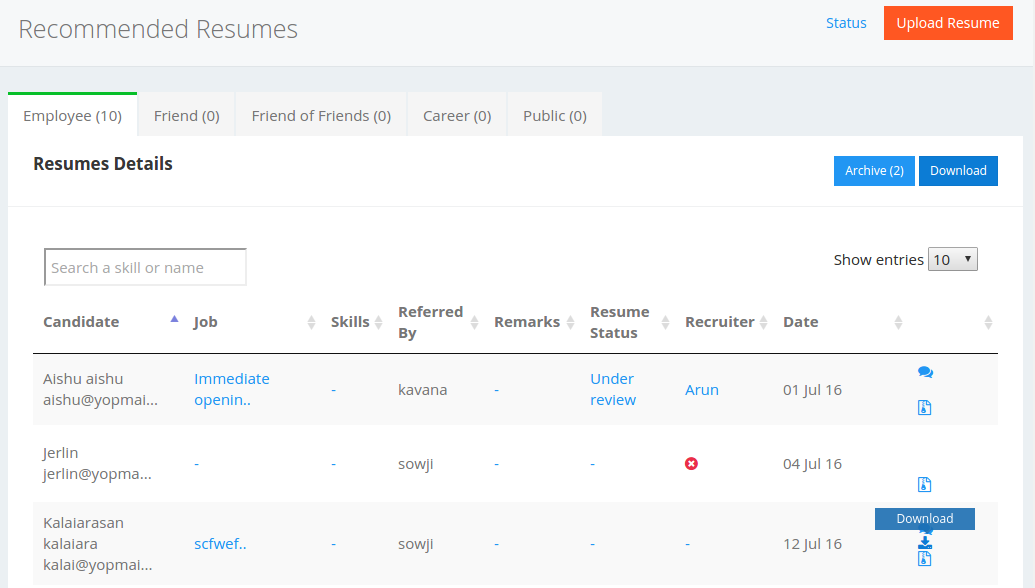 Recommended Resumes
Status
Upload Resume
Employee (10)
Friend (0)
Friend of Friends (0)
Career (0)
Public (0)
Resumes Details
Archive (2)
Download
Search a skill or name
Show entries 10
Candidate
Job
Skills
Referred
By
Remarks
Resume
Status
Recruiter
Date
Aishu aishu
aishu@yopmai...
Immediate
openin..
-
kavana
-
Under
review
Arun
01 Jul 16
Jerlin
jerlin@yopma...
-
-
sowji
-
-
04 Jul 16
Kalaiarasan
kalaiara
kalai@yopmai...
scfwef..
-
sowji
-
-
-
12 Jul 16
Download